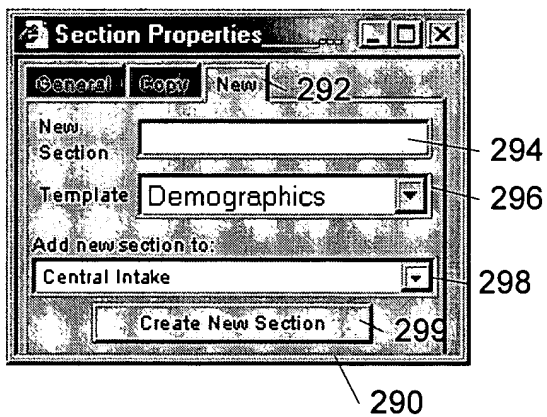 Section Properties
General Copy New 292
New
Section
294
Template Demographics 296
Add new section to:
Central Intake 298
Create New Section 299
290